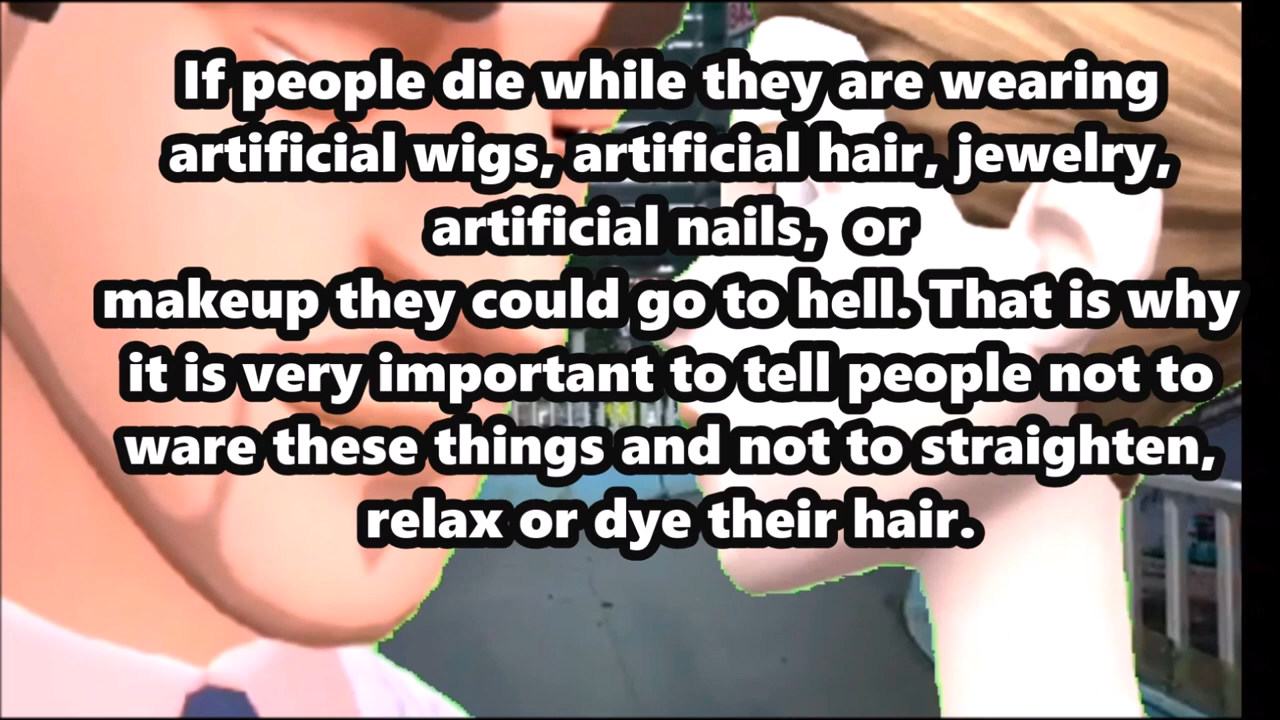 If people die while they are wearing
artificial wigs, artificial hair, jewelry,
artificial nails,  or
makeup they could go to hell. That is why
it is very important to tell people not to
ware these things and not to straighten,
relax or dye their hair.